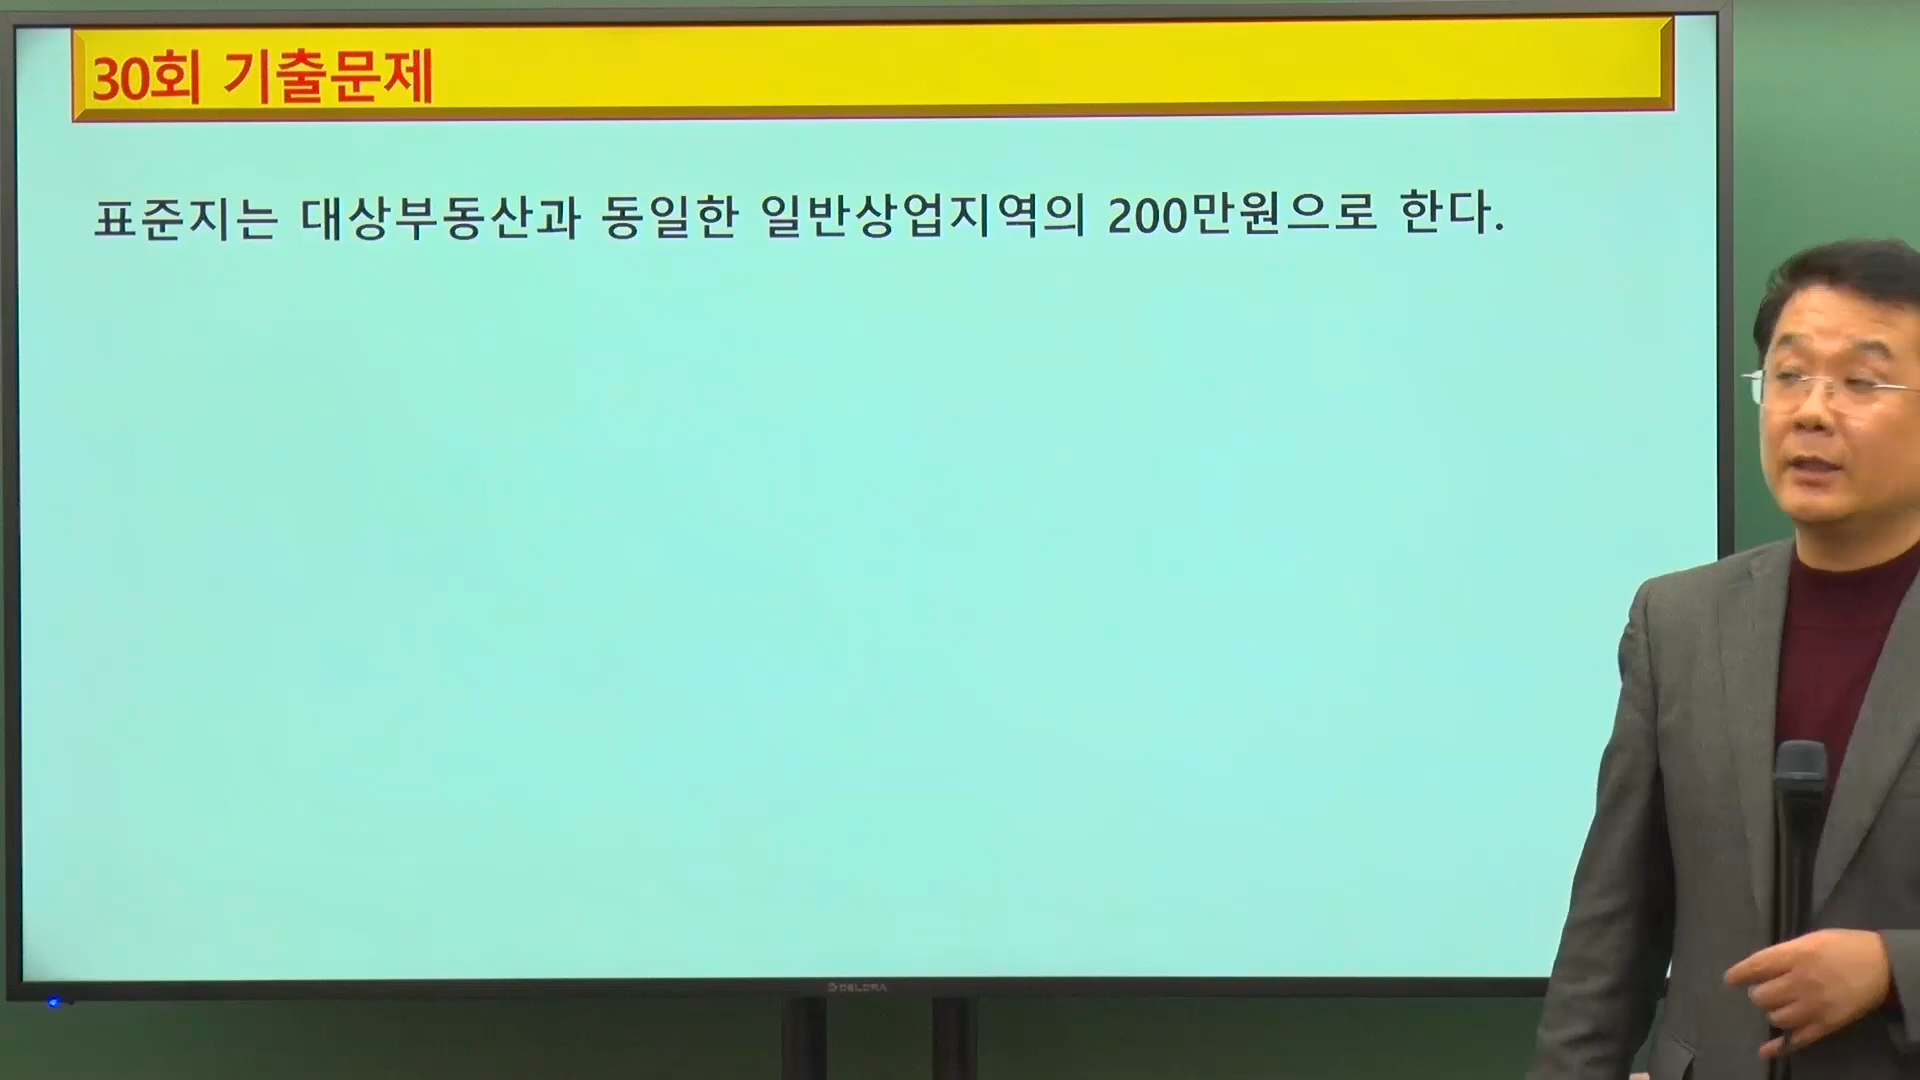 30회 기출문제
표준지는 대상부동산과 동일한 일반상업지역의 200만원으로 한다.